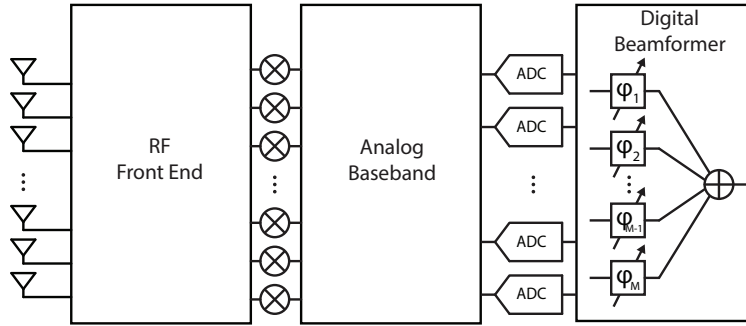 RF
Front End
Analog
Baseband
ADC
ADC
ADC
ADC
Digital
Beamformer
φ1
φ2
φM-1
φM